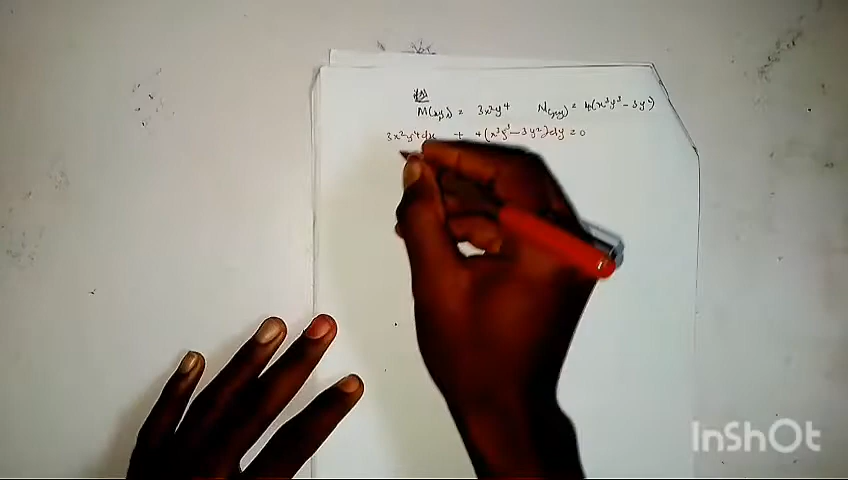 M(x,y) = 3x²y⁴ N(x,y) = 4(x³y³ - 3y²)
3x²y⁴dx + 4(x³y³ - 3y²)dy = 0
InShOt